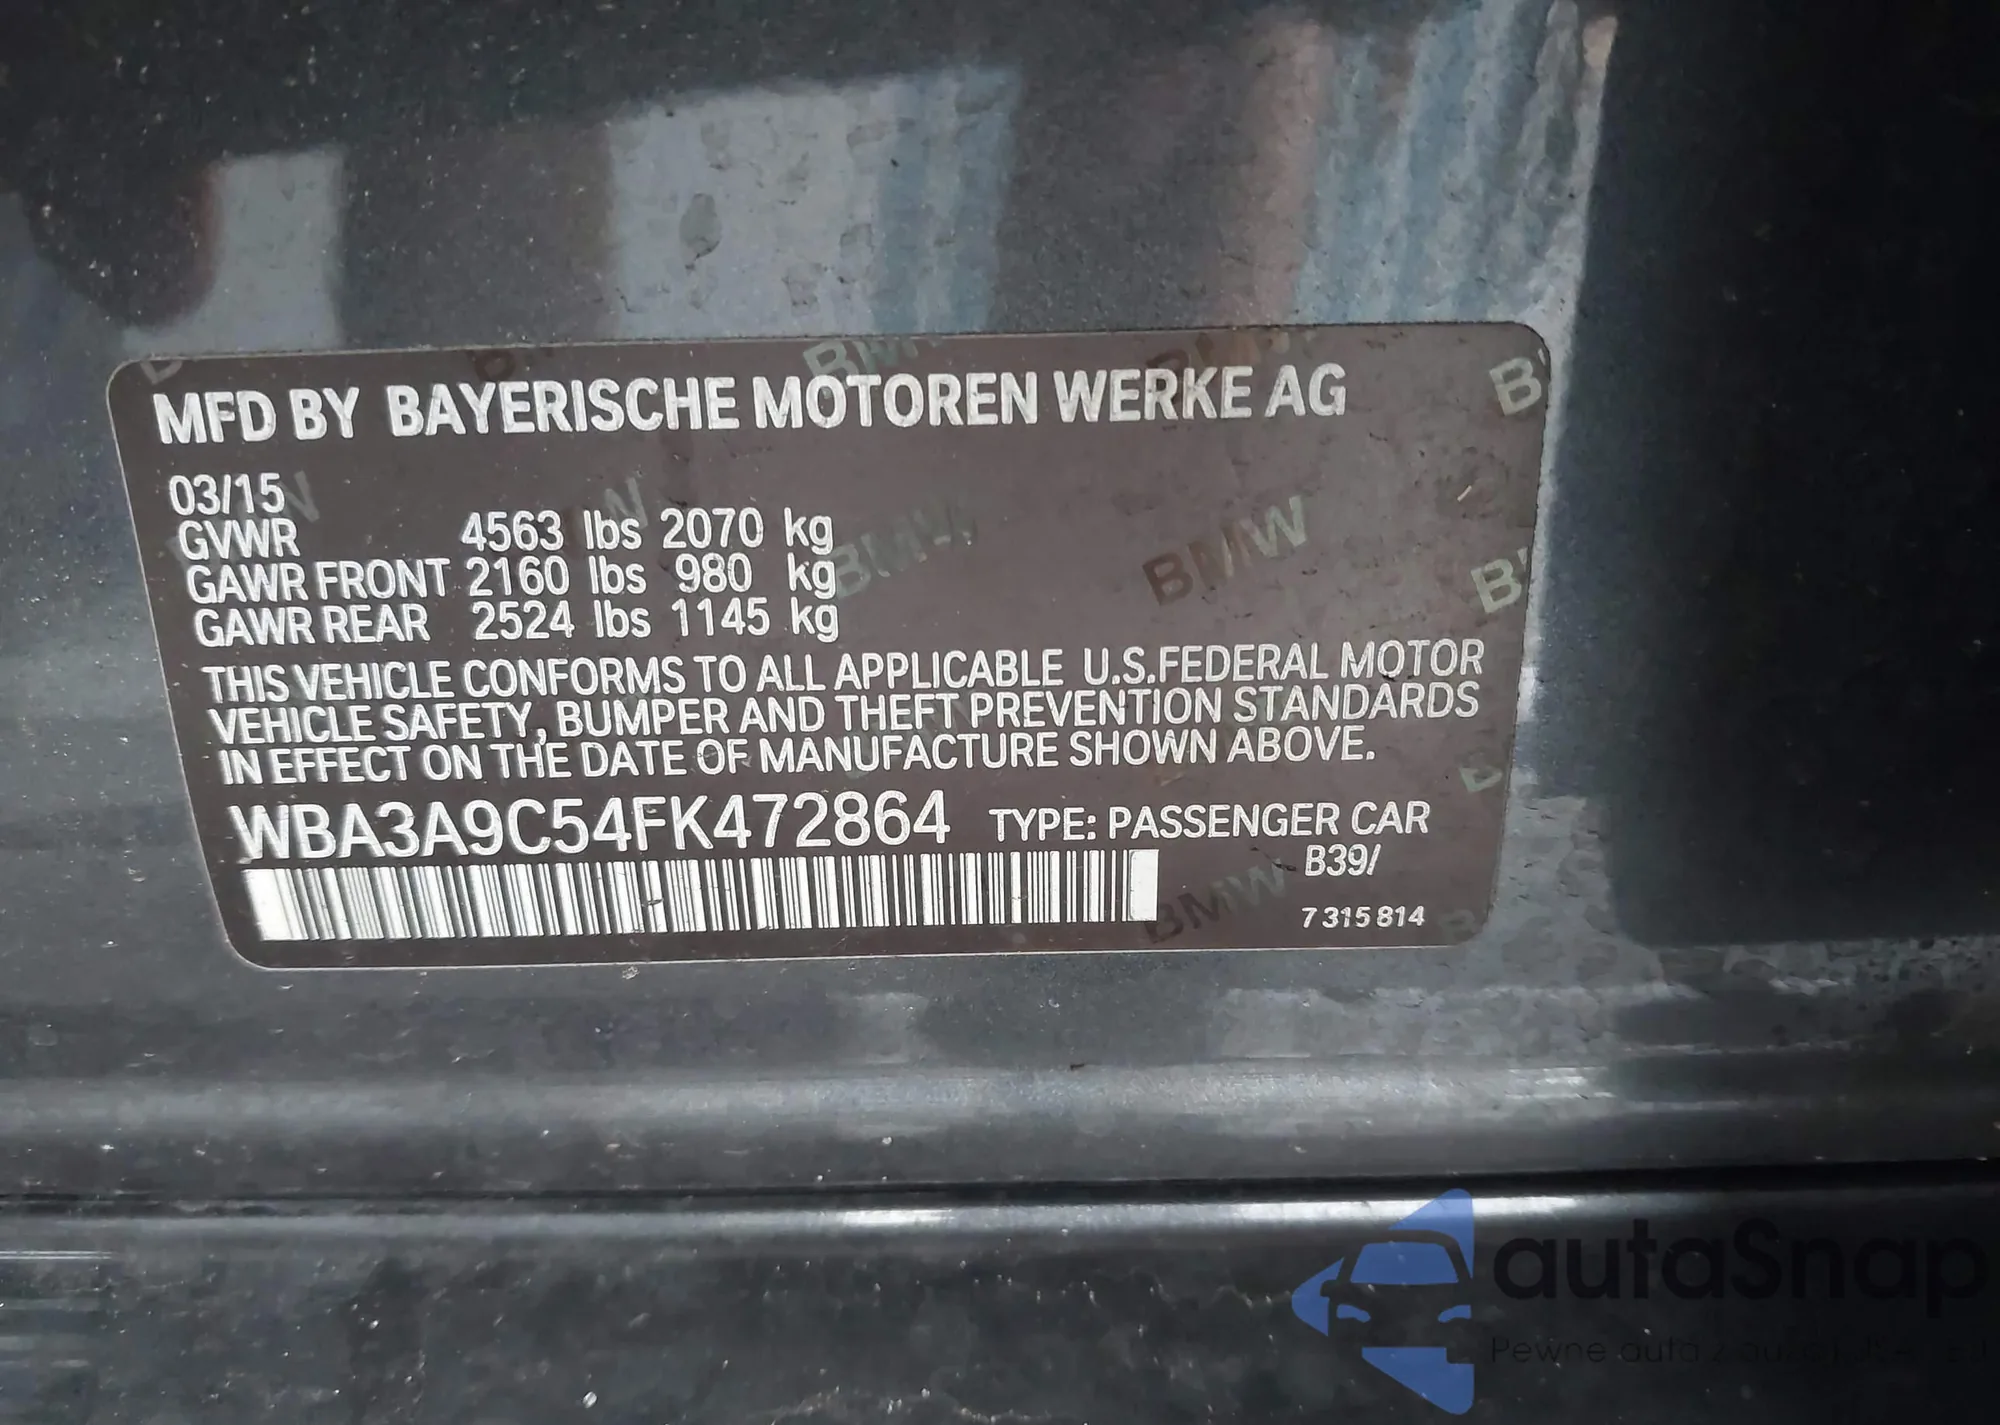 MFD BY BAYERISCHE MOTOREN WERKE AG
03/15
GVWR 4563 lbs 2070 kg
GAWR FRONT 2160 lbs 980 kg
GAWR REAR 2524 lbs 1145 kg
THIS VEHICLE CONFORMS TO ALL APPLICABLE U.S.FEDERAL MOTOR
VEHICLE SAFETY, BUMPER AND THEFT PREVENTION STANDARDS
IN EFFECT ON THE DATE OF MANUFACTURE SHOWN ABOVE.
WBA3A9C54FK472864 TYPE: PASSENGER CAR
B39/
7 315 814
autaSnap
Pewne auta z